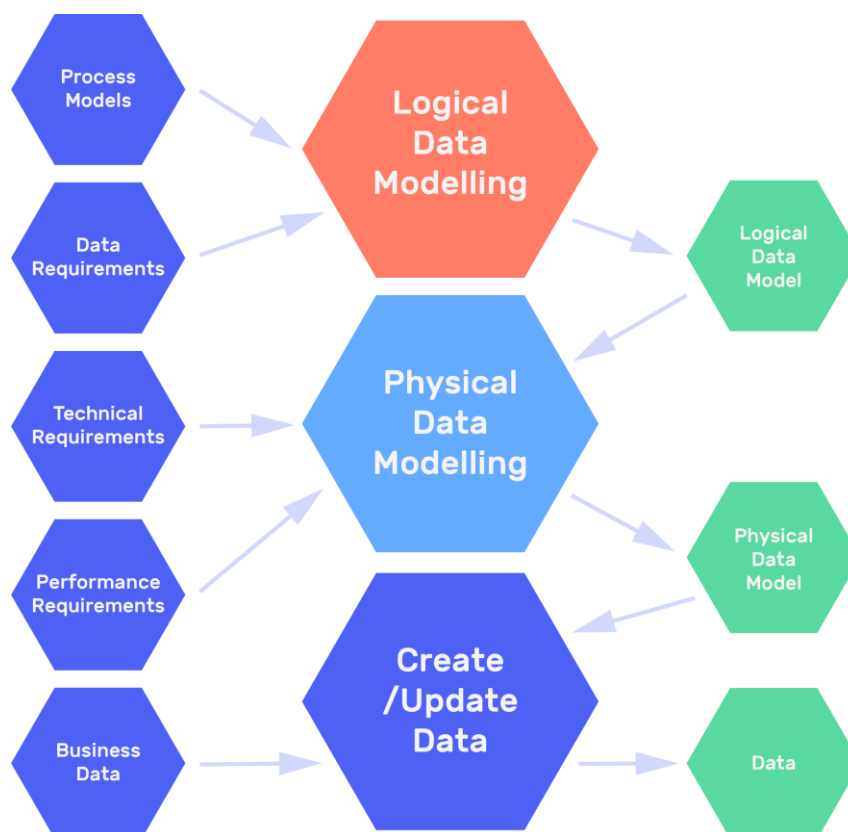 Process
Models
Logical
Data
Modelling
Data
Requirements
Logical
Data
Model
Technical
Requirements
Physical
Data
Modelling
Performance
Requirements
Physical
Data
Model
Create
/Update
Data
Business
Data
Data